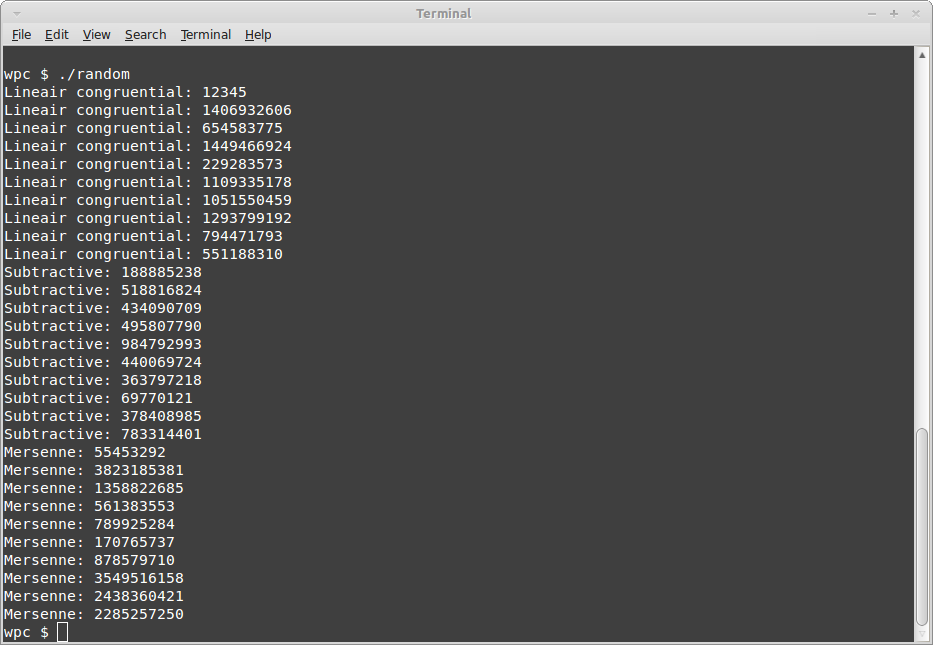 Terminal
File Edit View Search Terminal Help
wpc $ ./random
Lineair congruential: 12345
Lineair congruential: 1406932606
Lineair congruential: 654583775
Lineair congruential: 1449466924
Lineair congruential: 229283573
Lineair congruential: 1109335178
Lineair congruential: 1051550459
Lineair congruential: 1293799192
Lineair congruential: 794471793
Lineair congruential: 551188310
Subtractive: 188885238
Subtractive: 518816824
Subtractive: 434090709
Subtractive: 495807790
Subtractive: 984792993
Subtractive: 440069724
Subtractive: 363797218
Subtractive: 69770121
Subtractive: 378408985
Subtractive: 783314401
Mersenne: 55453292
Mersenne: 3823185381
Mersenne: 1358822685
Mersenne: 561383553
Mersenne: 789925284
Mersenne: 170765737
Mersenne: 878579710
Mersenne: 3549516158
Mersenne: 2438360421
Mersenne: 2285257250
wpc $